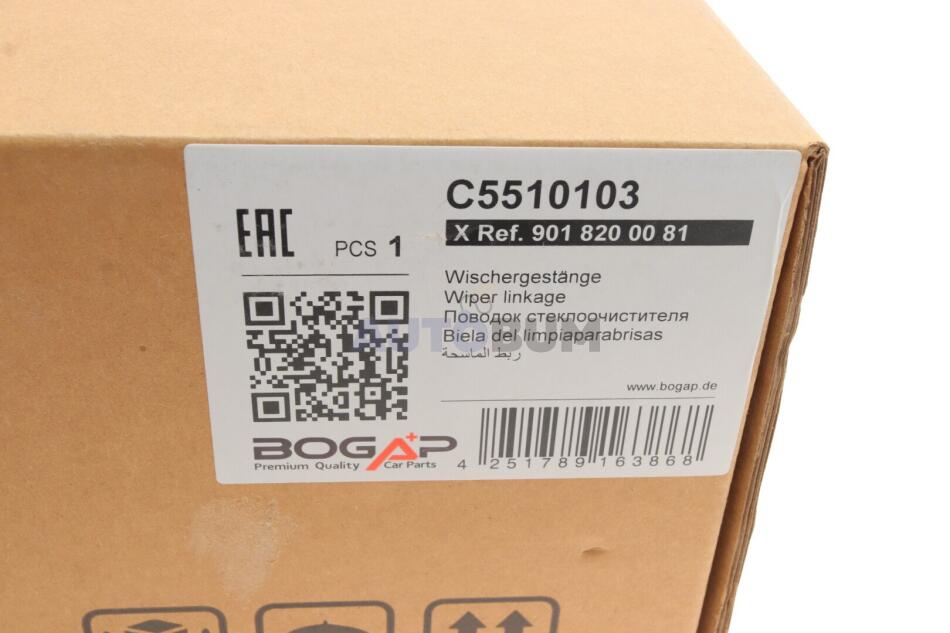 C5510103
X Ref. 901 820 00 81
EAC
PCS 1
Wischergestänge
Wiper linkage
Поводок стеклоочистителя
Biela del limpiaparabrisas
ربط الماسحة
AUTOBUM
www.bogap.de
BOGAP
Premium Quality Car Parts
4 251789 163868